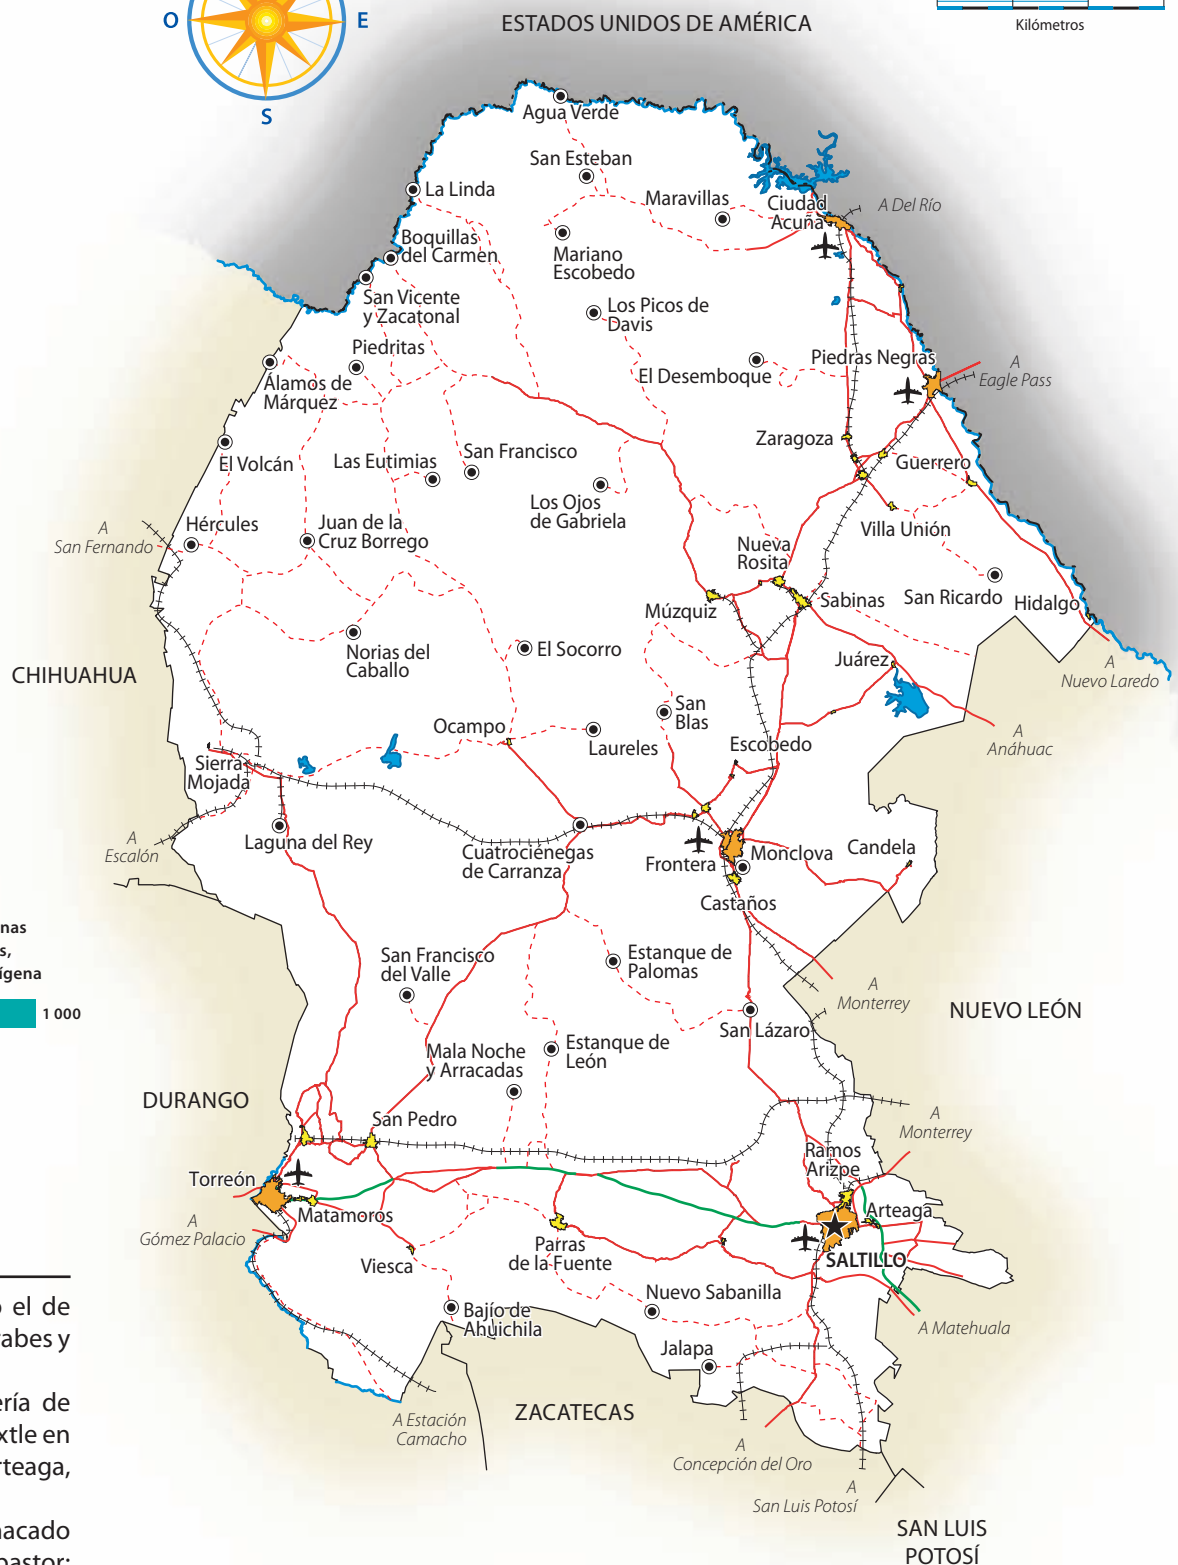 O
E
S
ESTADOS UNIDOS DE AMÉRICA
Kilómetros
Agua Verde
San Esteban
La Linda
Maravillas
Ciudad
Acuña
A Del Río
Boquillas
del Carmen
Mariano
Escobedo
San Vicente
y Zacatonal
Los Picos de
Davis
Piedritas
Piedras Negras
A
Eagle Pass
Álamos de
Márquez
El Desemboque
Zaragoza
El Volcán
Las Eutimias
San Francisco
Guerrero
Los Ojos
de Gabriela
A
San Fernando
Hércules
Juan de la
Cruz Borrego
Villa Unión
Nueva
Rosita
Múzquiz
Sabinas
San Ricardo
Hidalgo
Norias del
Caballo
El Socorro
Juárez
A
Nuevo Laredo
CHIHUAHUA
San
Blas
Ocampo
Laureles
Escobedo
A
Anáhuac
Sierra
Mojada
A
Escalón
Laguna del Rey
Cuatrociénegas
de Carranza
Frontera
Monclova
Candela
Castaños
nas
s,
ígena
1 000
San Francisco
del Valle
Estanque de
Palomas
A
Monterrey
NUEVO LEÓN
San Lázaro
Mala Noche
y Arracadas
Estanque de
León
DURANGO
San Pedro
A
Monterrey
Ramos
Arizpe
Torreón
Matamoros
Arteaga
A
Gómez Palacio
Viesca
Parras
de la Fuente
SALTILLO
Bajío de
Ahuichila
Nuevo Sabanilla
A Matehuala
Jalapa
o el de
rabes y
ería de
xtle en
rteaga,
nacado
pastor;
A Estación
Camacho
ZACATECAS
A
Concepción del Oro
A
San Luis Potosí
SAN LUIS
POTOSÍ